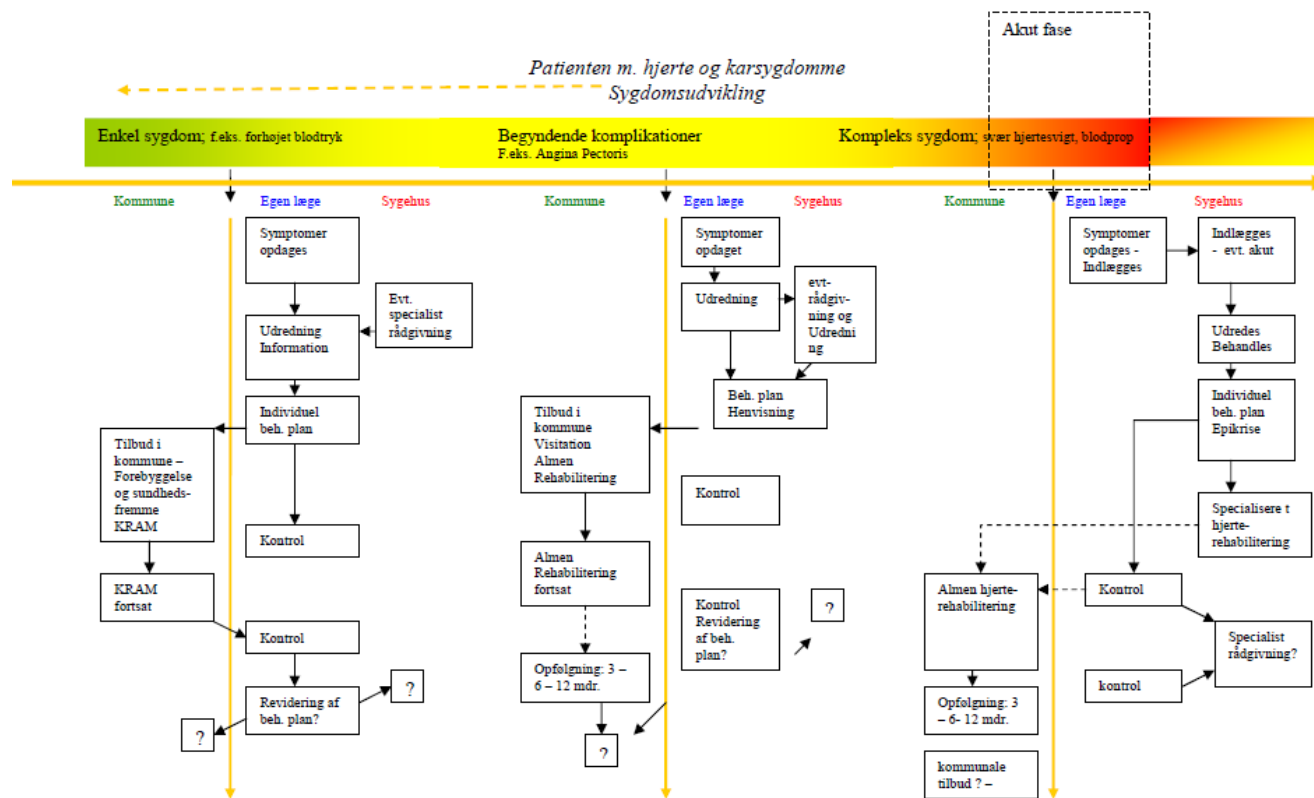 Akut fase
Patienten m. hjerte og karsygdomme
Sygdomsudvikling
Enkel sygdom; f.eks. forhøjet blodtryk
Begyndende komplikationer
F.eks. Angina Pectoris
Kompleks sygdom; svær hjertesvigt, blodprop
Kommune
Egen læge
Sygehus
Kommune
Egen læge
Sygehus
Kommune
Egen læge
Sygehus
Symptomer
opdages
Evt.
specialist
rådgivning
Udredning
Information
Individuel
beh. plan
Tilbud i
kommune –
Forebyggelse
og sundheds-
fremme
KRAM
Kontrol
KRAM
fortsat
Kontrol
Revidering af
beh. plan?
?
?
Symptomer
opdaget
Udredning
evt-
rådgiv-
ning og
Udredni
ng
Beh. plan
Henvisning
Tilbud i
kommune
Visitation
Almen
Rehabilitering
Kontrol
Almen
Rehabilitering
fortsat
Kontrol
Revidering
af beh.
plan?
?
Opfølgning: 3 –
6 – 12 mdr.
?
Symptomer
opdages -
Indlægges
Indlægges
- evt. akut
Udredes
Behandles
Individuel
beh. plan
Epikrise
Specialisere t
hjerte-
rehabilitering
Almen hjerte-
rehabilitering
Kontrol
Specialist
rådgivning?
kontrol
Opfølgning: 3
– 6- 12 mdr.
kommunale
tilbud ? –